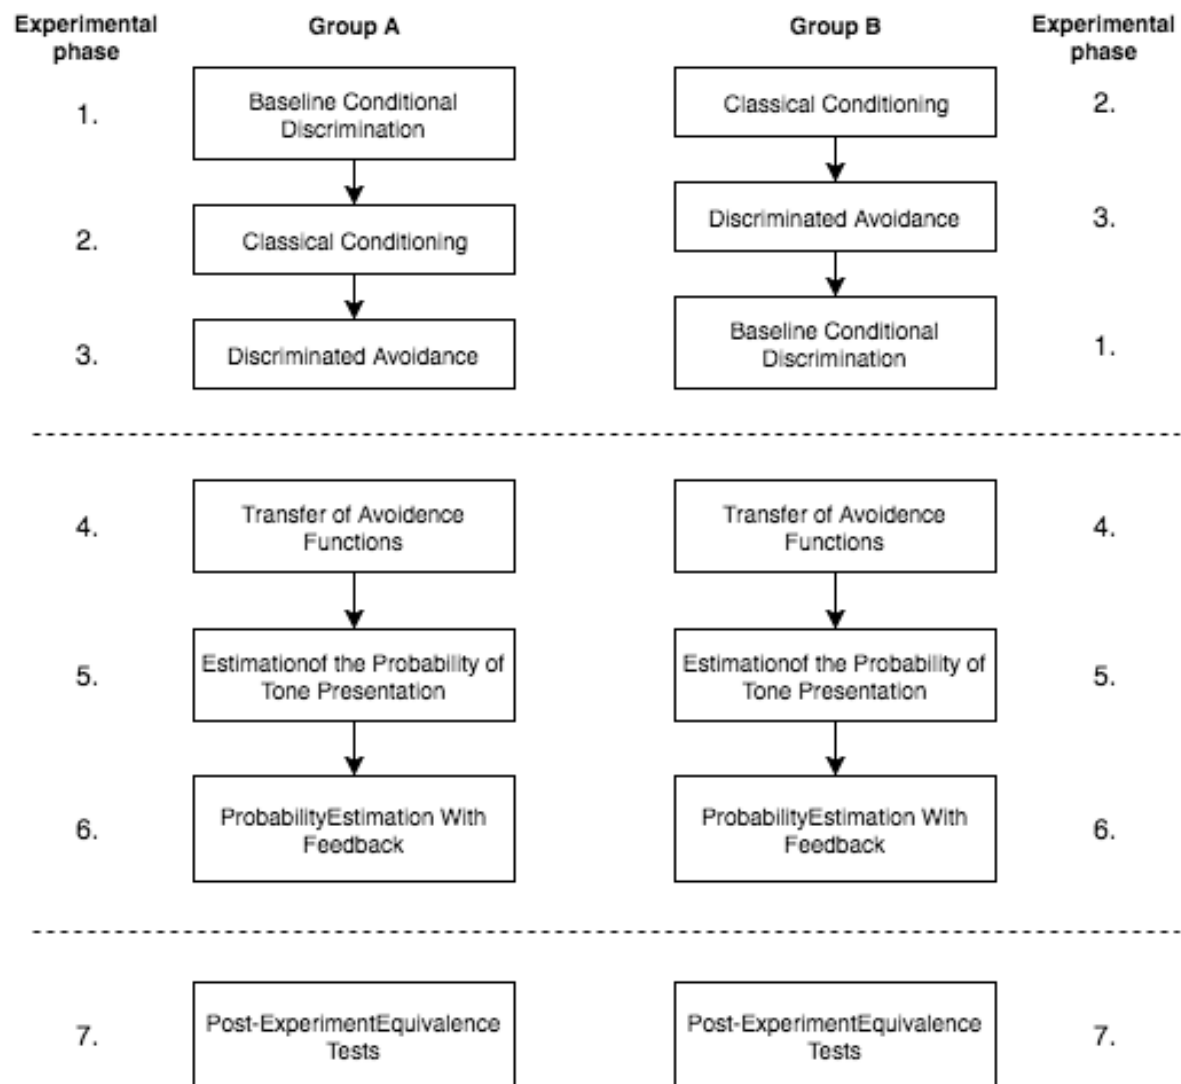 Experimental phase
Group A
Group B
Experimental phase
1.
Baseline Conditional
Discrimination
Classical Conditioning
2.
2.
Classical Conditioning
Discriminated Avoidance
3.
3.
Discriminated Avoidance
Baseline Conditional
Discrimination
1.
4.
Transfer of Avoidence
Functions
Transfer of Avoidence
Functions
4.
5.
Estimationof the Probability of
Tone Presentation
Estimationof the Probability of
Tone Presentation
5.
6.
ProbabilityEstimation With
Feedback
ProbabilityEstimation With
Feedback
6.
7.
Post-ExperimentEquivalence
Tests
Post-ExperimentEquivalence
Tests
7.